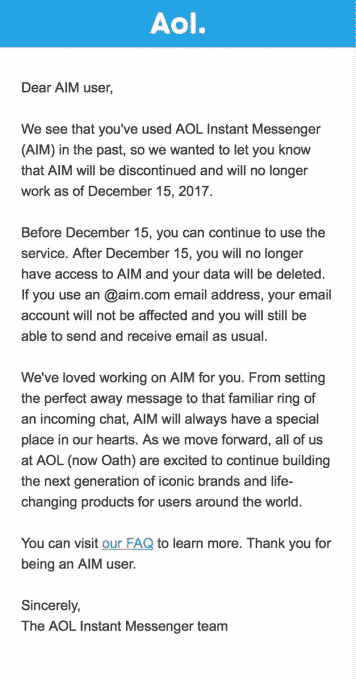 Aol.
Dear AIM user,
We see that you've used AOL Instant Messenger
(AIM) in the past, so we wanted to let you know
that AIM will be discontinued and will no longer
work as of December 15, 2017.
Before December 15, you can continue to use the
service. After December 15, you will no longer
have access to AIM and your data will be deleted.
If you use an @aim.com email address, your email
account will not be affected and you will still be
able to send and receive email as usual.
We've loved working on AIM for you. From setting
the perfect away message to that familiar ring of
an incoming chat, AIM will always have a special
place in our hearts. As we move forward, all of us
at AOL (now Oath) are excited to continue building
the next generation of iconic brands and life-
changing products for users around the world.
You can visit our FAQ to learn more. Thank you for
being an AIM user.
Sincerely,
The AOL Instant Messenger team